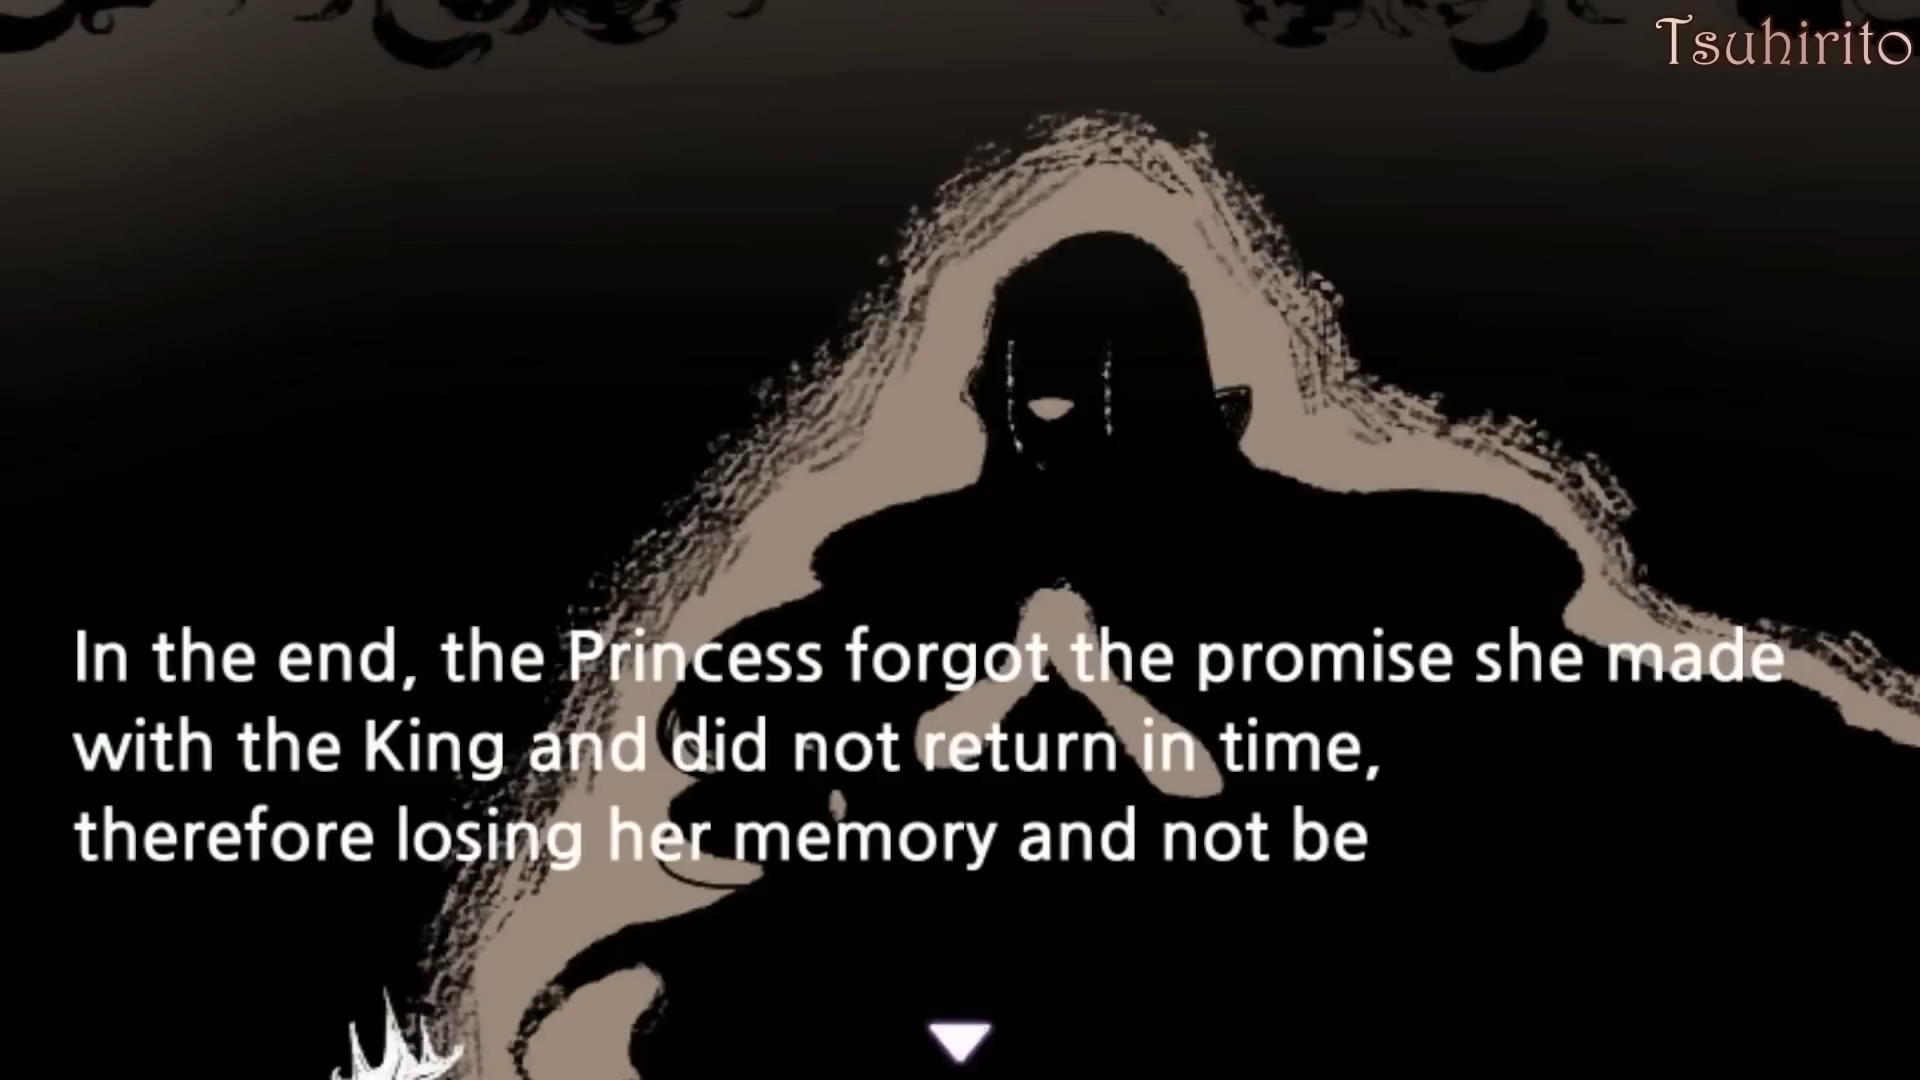 Tsuhirito
In the end, the Princess forgot the promise she made
with the King and did not return in time,
therefore losing her memory and not be